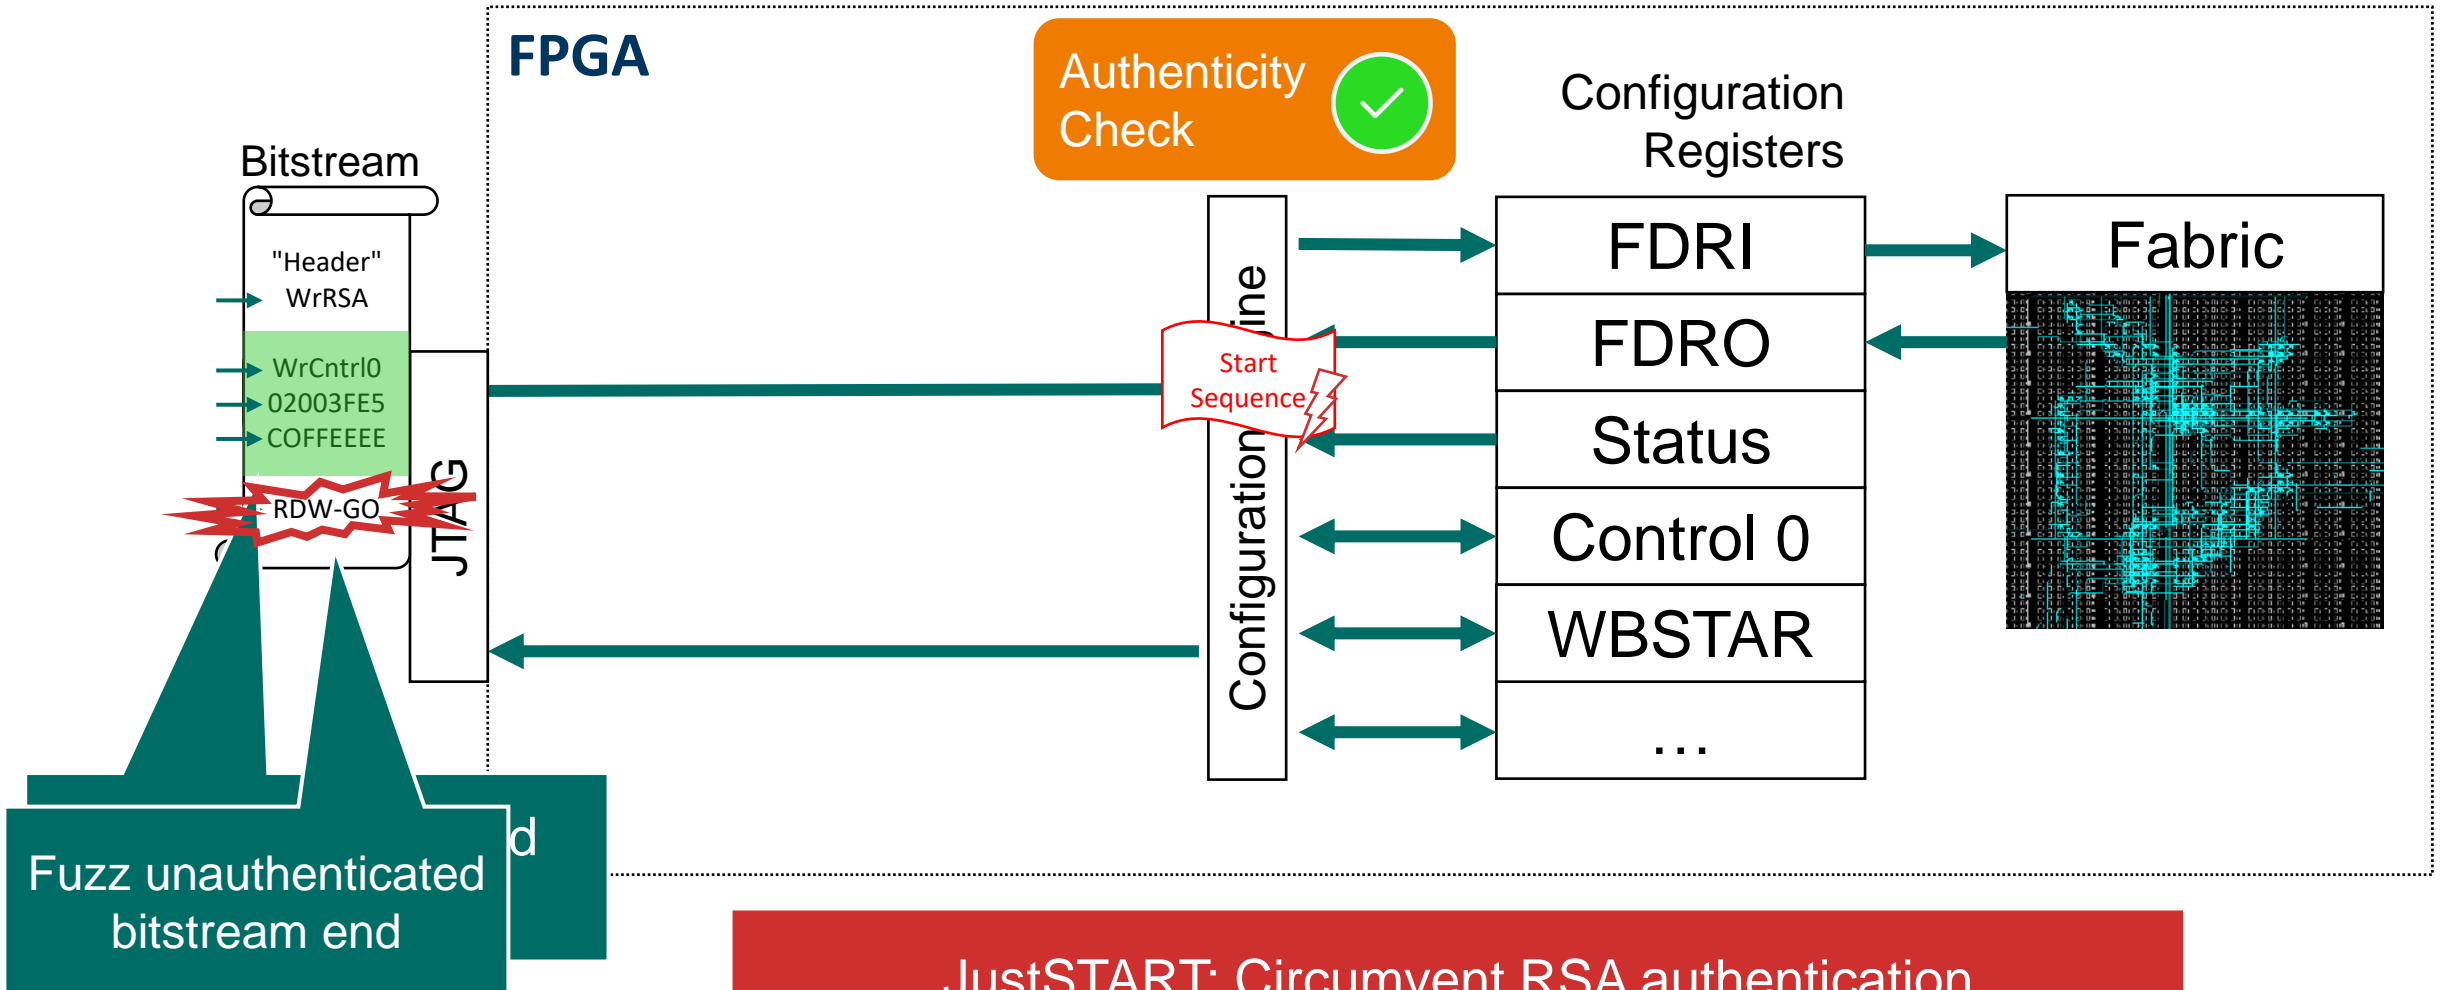 FPGA
Authenticity
Check
Configuration
Registers
Bitstream
"Header"
WrRSA
WrCntrl0
02003FE5
COFFEEEE
RDW-GO
JTAG
Start
Sequence
Configuration
ine
FDRI
FDRO
Status
Control 0
WBSTAR
...
Fabric
d
Fuzz unauthenticated
bitstream end
JustSTART: Circumvent RSA authentication